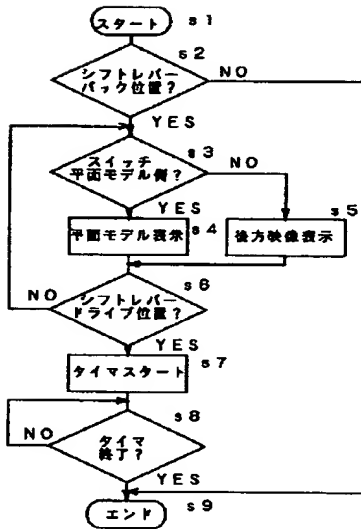 スタート s1
s2
シフトレバー
バック位置? NO
YES
s3
スイッチ
平面モデル側? NO
YES
s4 s5
平面モデル表示 後方映像表示
s6
シフトレバー
ドライブ位置?
NO
YES
s7
タイマスタート
s8
タイマ
終了?
NO
YES
s9
エンド